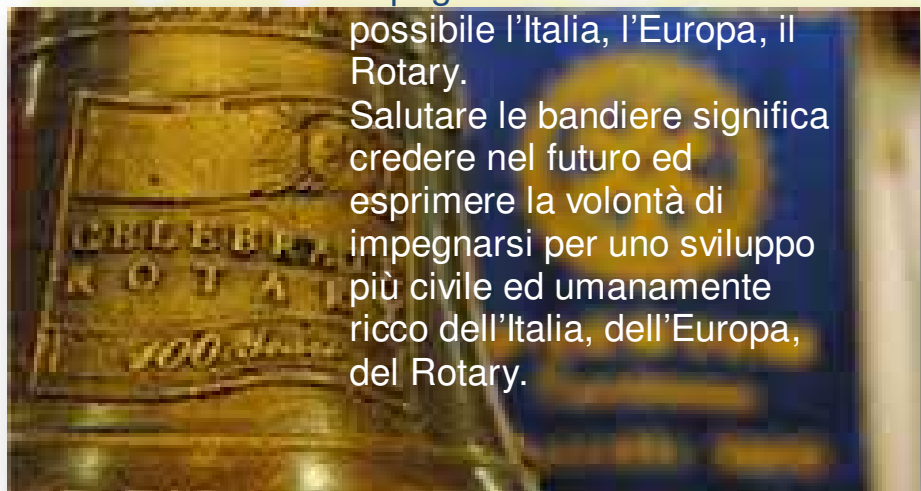 possibile l'Italia, l'Europa, il
Rotary.
Salutare le bandiere significa
credere nel futuro ed
esprimere la volontà di
impegnarsi per uno sviluppo
più civile ed umanamente
ricco dell'Italia, dell'Europa,
del Rotary.
100